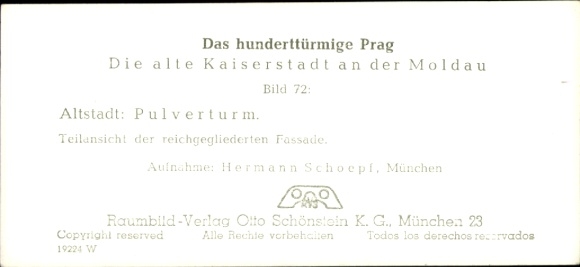 Das hunderttürmige Prag
Die alte Kaiserstadt an der Moldau
Bild 72:
Altstadt: Pulverturm.
Teilansicht der reichgegliederten Fassade.
Aufnahme: Hermann Schoepf, München
Raumbild-Verlag Otto Schönstein K. G., München 23
Copyright reserved Alle Rechte vorbehalten Todos los derechos reservados
19224 W